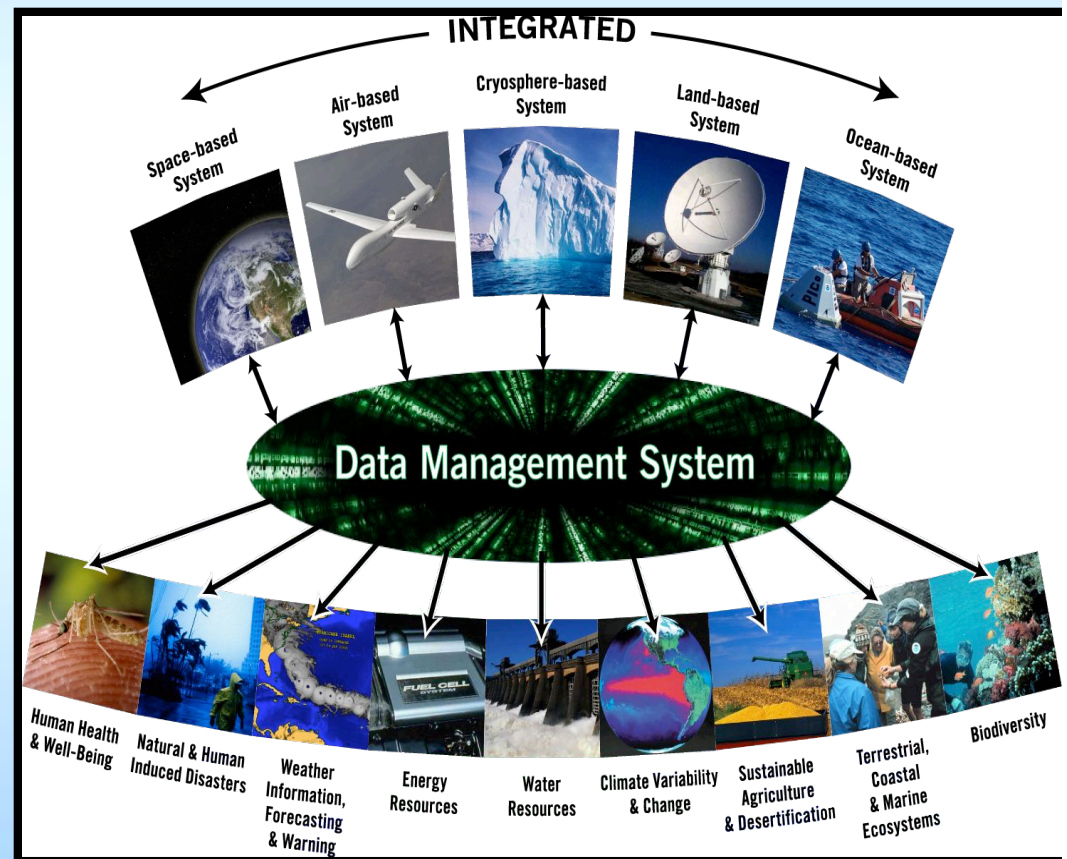 INTEGRATED
Space-based
System
Air-based
System
Cryosphere-based
System
Land-based
System
Ocean-based
System
Data Management System
FUEL CELL
SYSTEM
Human Health
& Well-Being
Natural & Human
Induced Disasters
Weather
Information,
Forecasting
& Warning
Energy
Resources
Water
Resources
Climate Variability
& Change
Sustainable
Agriculture
& Desertification
Terrestrial,
Coastal
& Marine
Ecosystems
Biodiversity